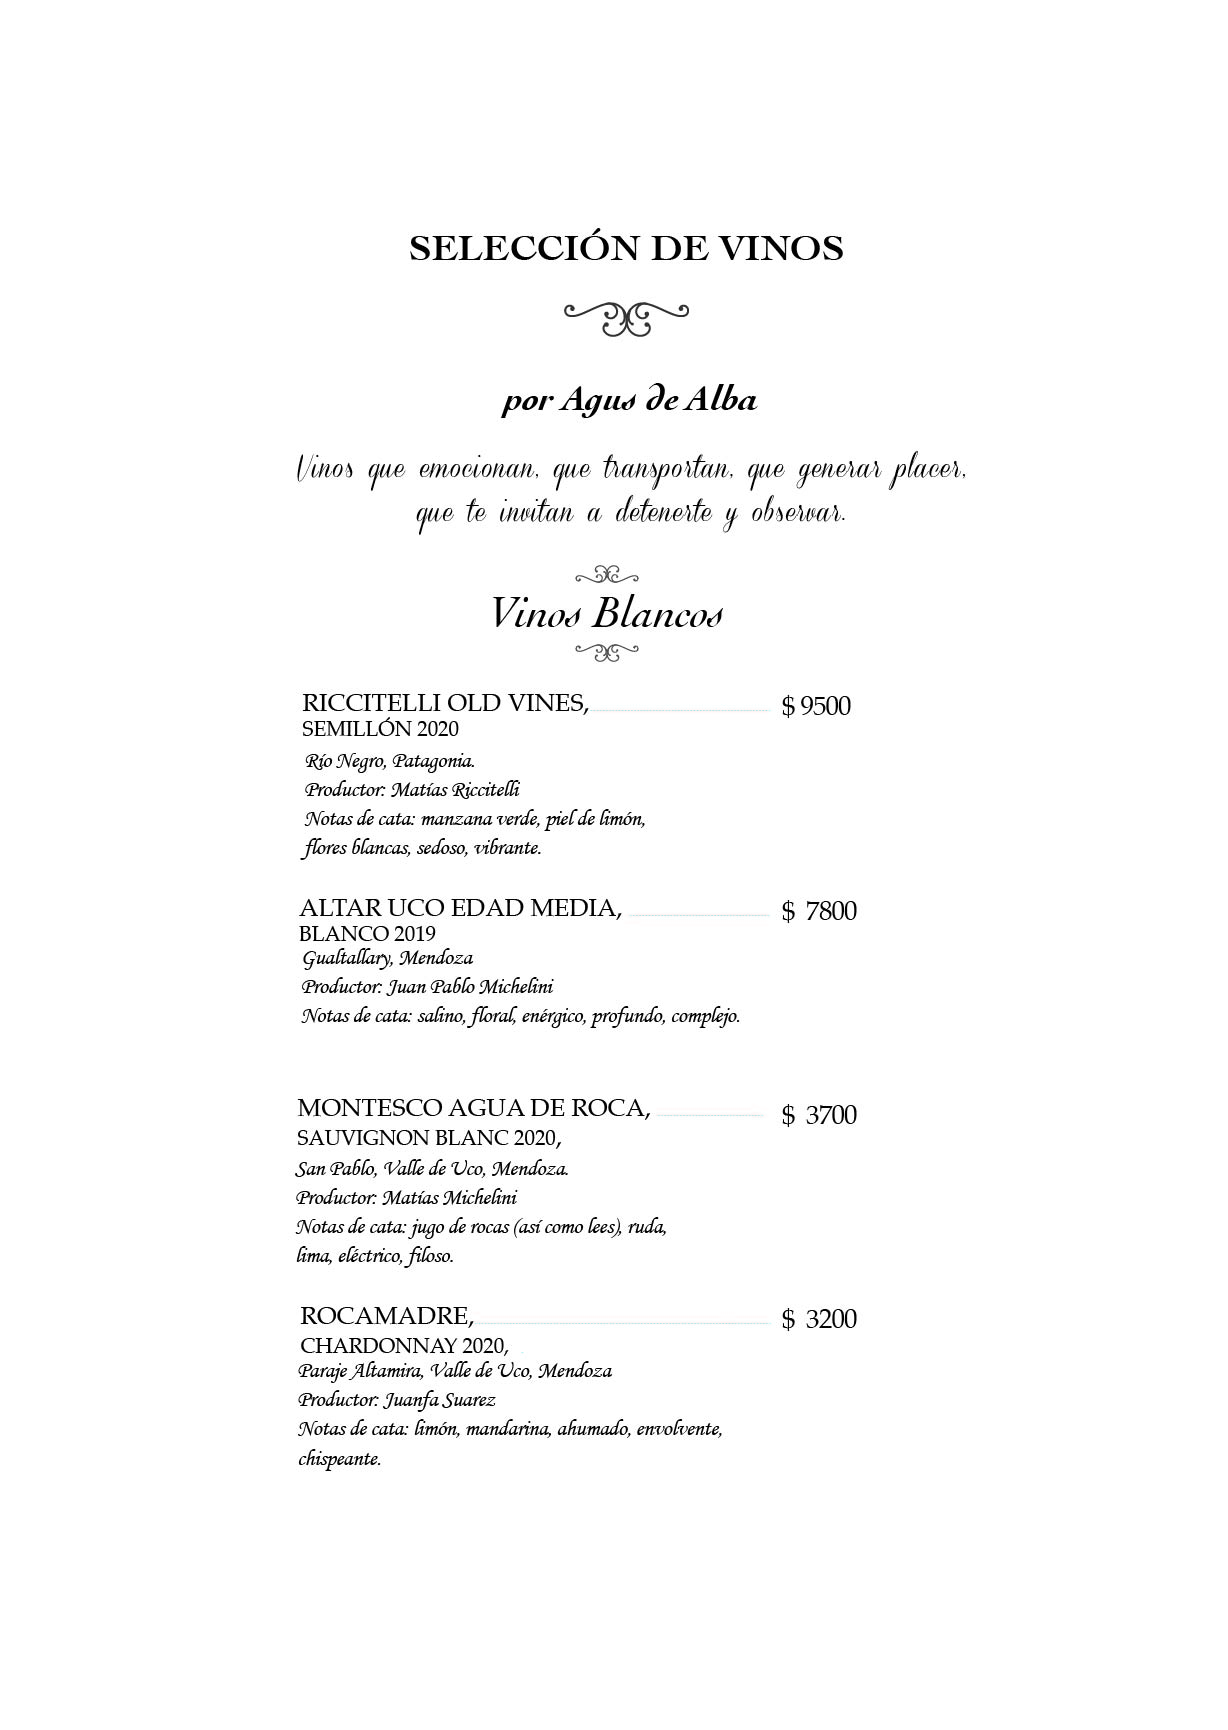 SELECCIÓN DE VINOS
por Agus de Alba
Vinos que emocionan, que transportan, que generar placer,
que te invitan a detenerte y observar.
Vinos Blancos
RICCITELLI OLD VINES, $ 9500
SEMILLÓN 2020
Río Negro, Patagonia.
Productor: Matías Riccitelli
Notas de cata: manzana verde, piel de limón,
flores blancas, sedoso, vibrante.
ALTAR UCO EDAD MEDIA, $ 7800
BLANCO 2019
Gualtallary, Mendoza
Productor: Juan Pablo Michelini
Notas de cata: salino, floral, enérgico, profundo, complejo.
MONTESCO AGUA DE ROCA, $ 3700
SAUVIGNON BLANC 2020,
San Pablo, Valle de Uco, Mendoza.
Productor: Matías Michelini
Notas de cata: jugo de rocas (así como lees), ruda,
lima, eléctrico, filoso.
ROCAMADRE, $ 3200
CHARDONNAY 2020,
Paraje Altamira, Valle de Uco, Mendoza
Productor: Juanfa Suarez
Notas de cata: limón, mandarina, ahumado, envolvente,
chispeante.